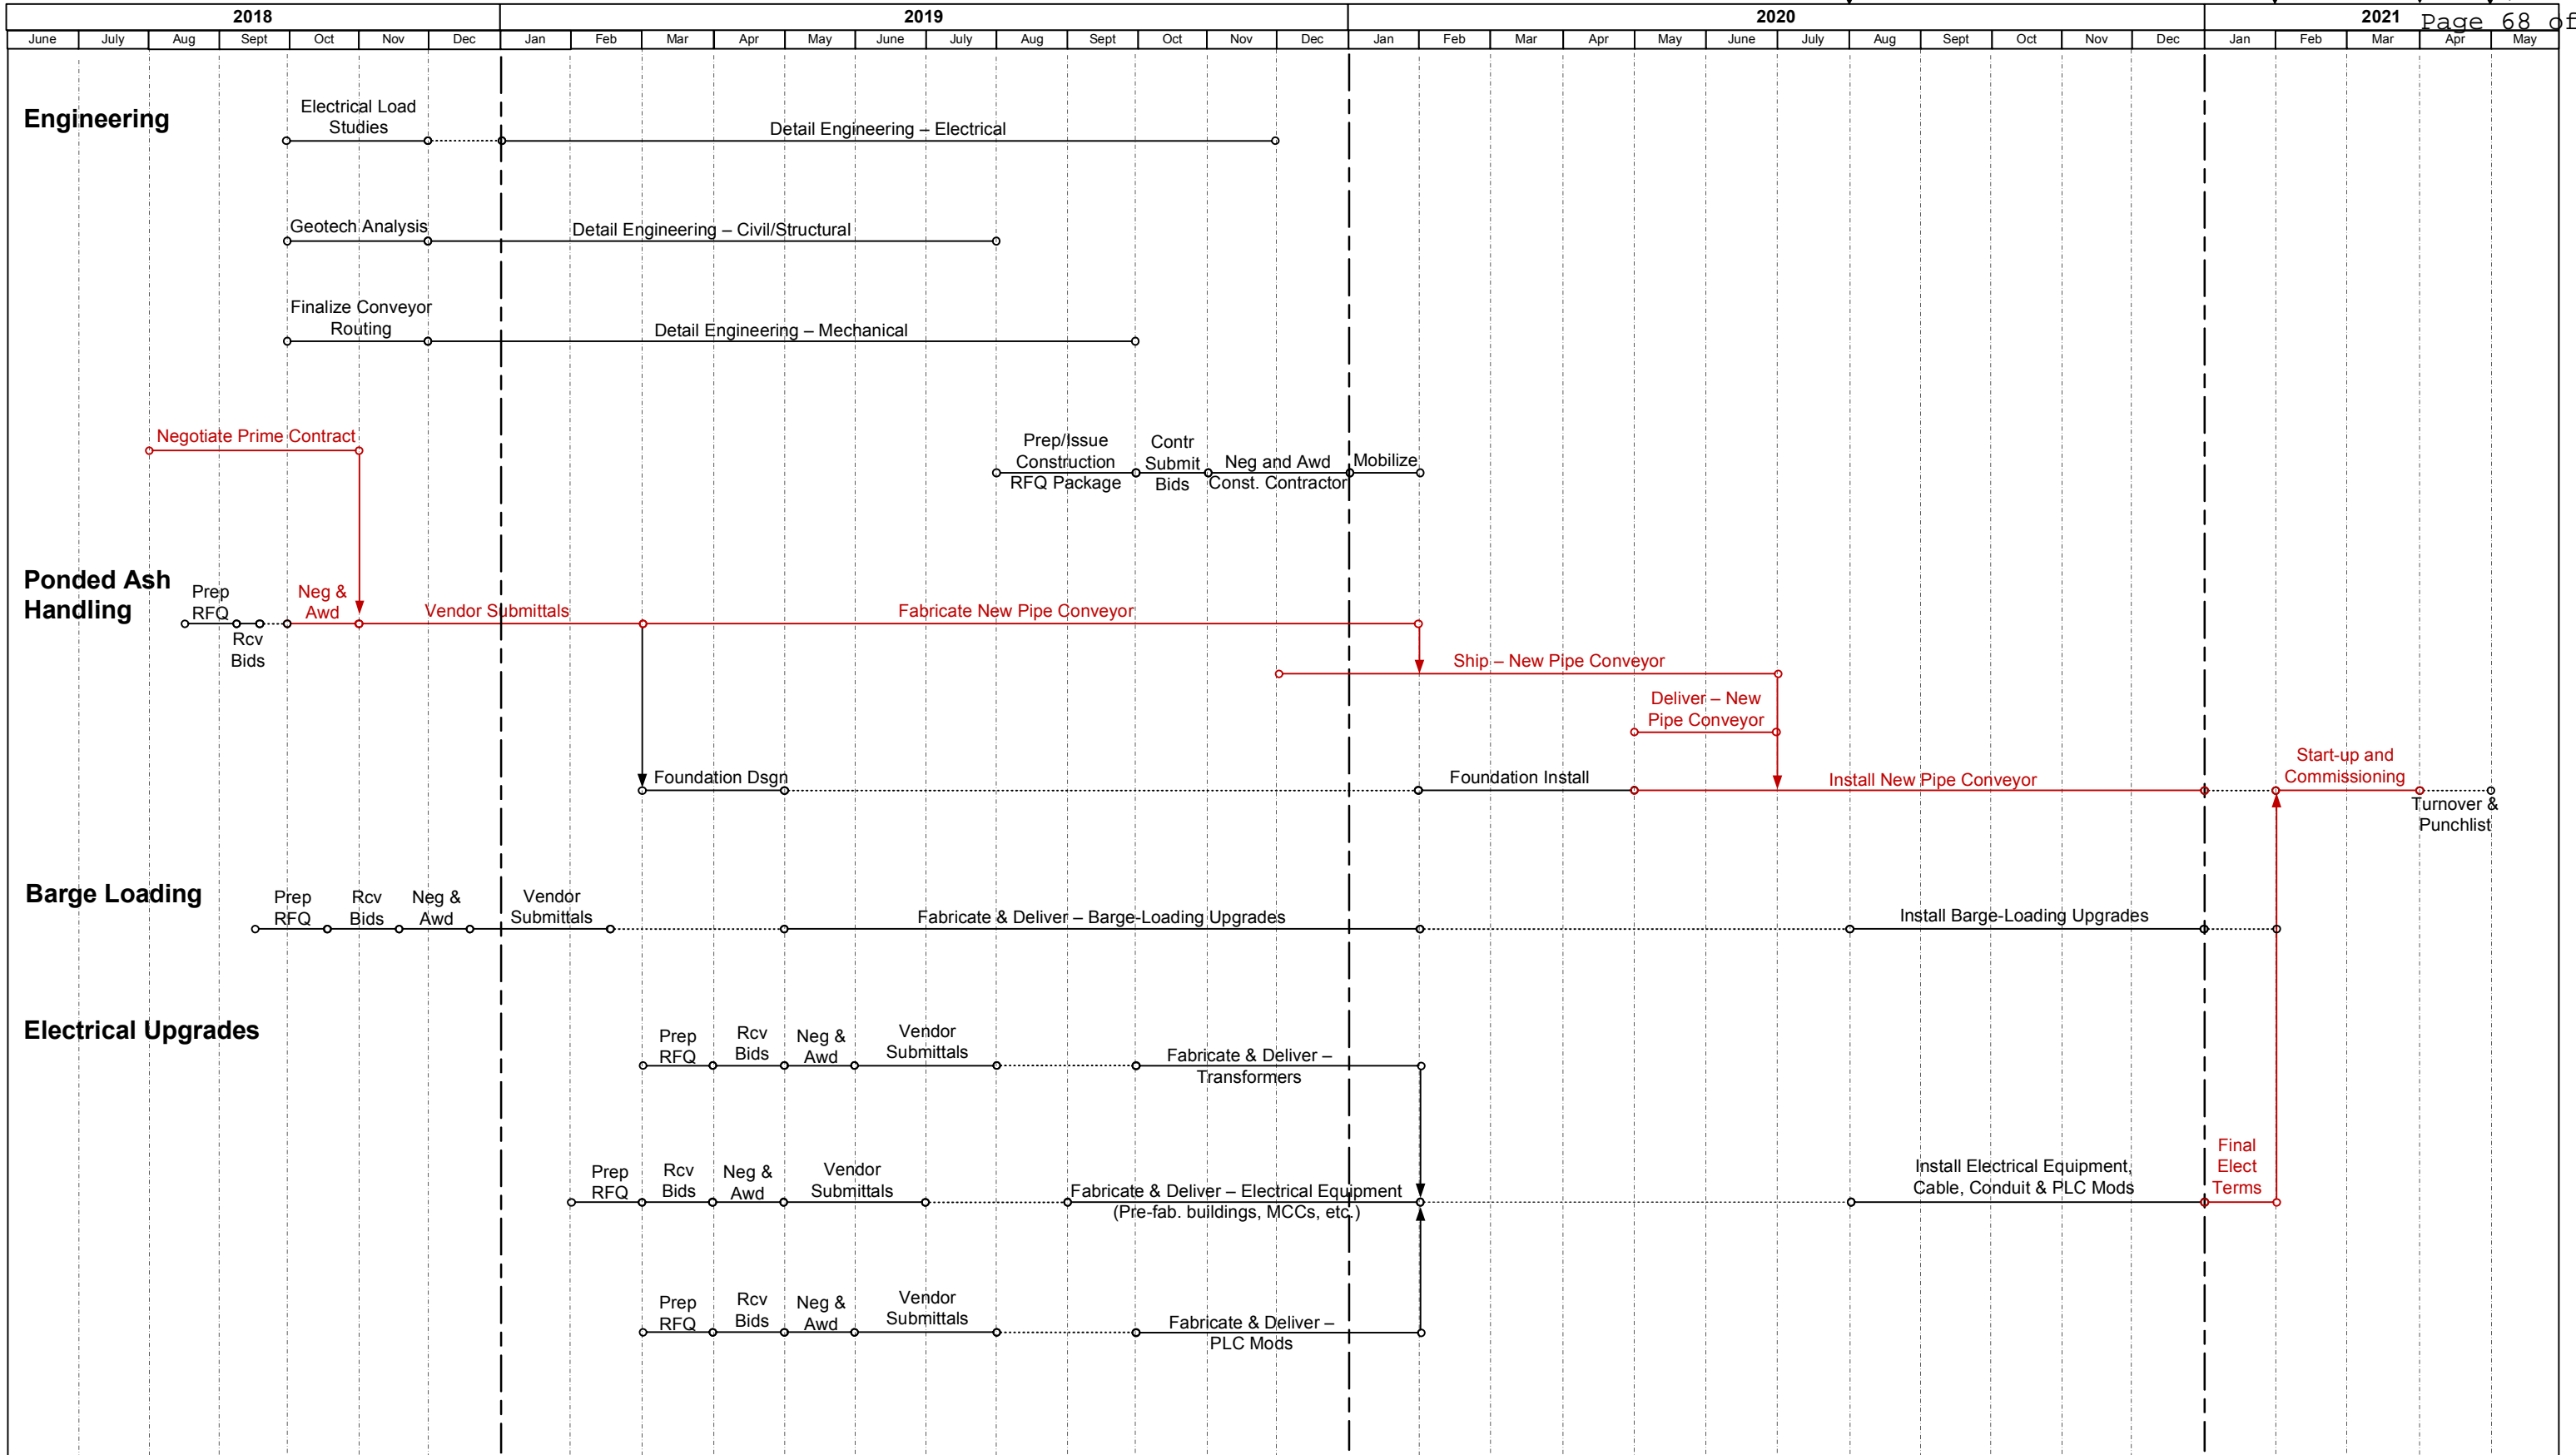 2018
2019
2020
2021
Page 68 of
June July Aug Sept Oct Nov Dec Jan Feb Mar Apr May June July Aug Sept Oct Nov Dec Jan Feb Mar Apr May June July Aug Sept Oct Nov Dec Jan Feb Mar Apr May
Engineering
Electrical Load
Studies
Detail Engineering – Electrical
Geotech Analysis
Detail Engineering – Civil/Structural
Finalize Conveyor
Routing
Detail Engineering – Mechanical
Negotiate Prime Contract
Prep/Issue
Construction
RFQ Package
Contr
Submit
Bids
Neg and Awd
Const. Contractor
Mobilize
Ponded Ash
Handling
Prep
RFQ
Rcv
Bids
Neg &
Awd
Vendor Submittals
Fabricate New Pipe Conveyor
Ship – New Pipe Conveyor
Deliver – New
Pipe Conveyor
Foundation Dsgn
Foundation Install
Install New Pipe Conveyor
Start-up and
Commissioning
Turnover &
Punchlist
Barge Loading
Prep
RFQ
Rcv
Bids
Neg &
Awd
Vendor
Submittals
Fabricate & Deliver – Barge-Loading Upgrades
Install Barge-Loading Upgrades
Electrical Upgrades
Prep
RFQ
Rcv
Bids
Neg &
Awd
Vendor
Submittals
Fabricate & Deliver –
Transformers
Prep
RFQ
Rcv
Bids
Neg &
Awd
Vendor
Submittals
Fabricate & Deliver – Electrical Equipment
(Pre-fab. buildings, MCCs, etc.)
Install Electrical Equipment,
Cable, Conduit & PLC Mods
Final
Elect
Terms
Prep
RFQ
Rcv
Bids
Neg &
Awd
Vendor
Submittals
Fabricate & Deliver –
PLC Mods